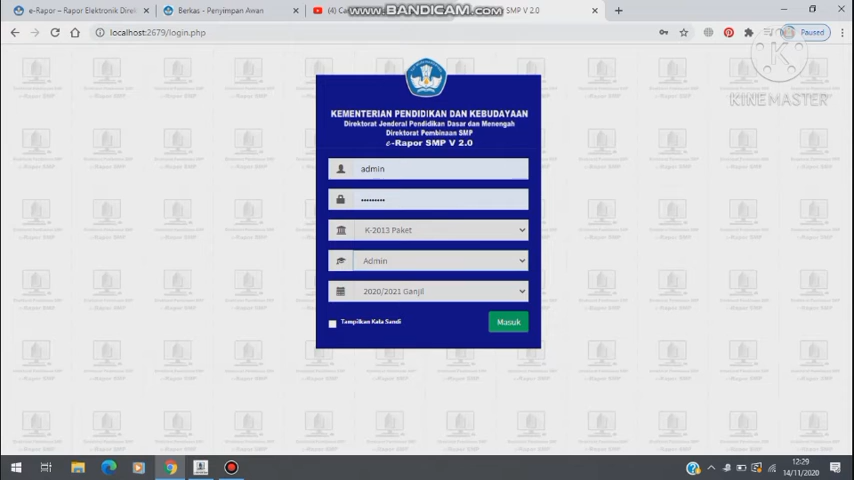 e-Rapor – Rapor Elektronik Direk
Berkas - Penyimpan Awan
(4) Ca
SMP V 2.0
WWW.BANDICAM.COM
localhost:2679/login.php
Paused
K
KINEMASTER
KEMENTERIAN PENDIDIKAN DAN KEBUDAYAAN
Direktorat Jenderal Pendidikan Dasar dan Menengah
Direktorat Pembinaan SMP
e-Rapor SMP V 2.0
admin
•••••••••
K-2013 Paket
Admin
2020/2021 Ganjil
Tampilkan Kata Sandi
Masuk
12:29
14/11/2020